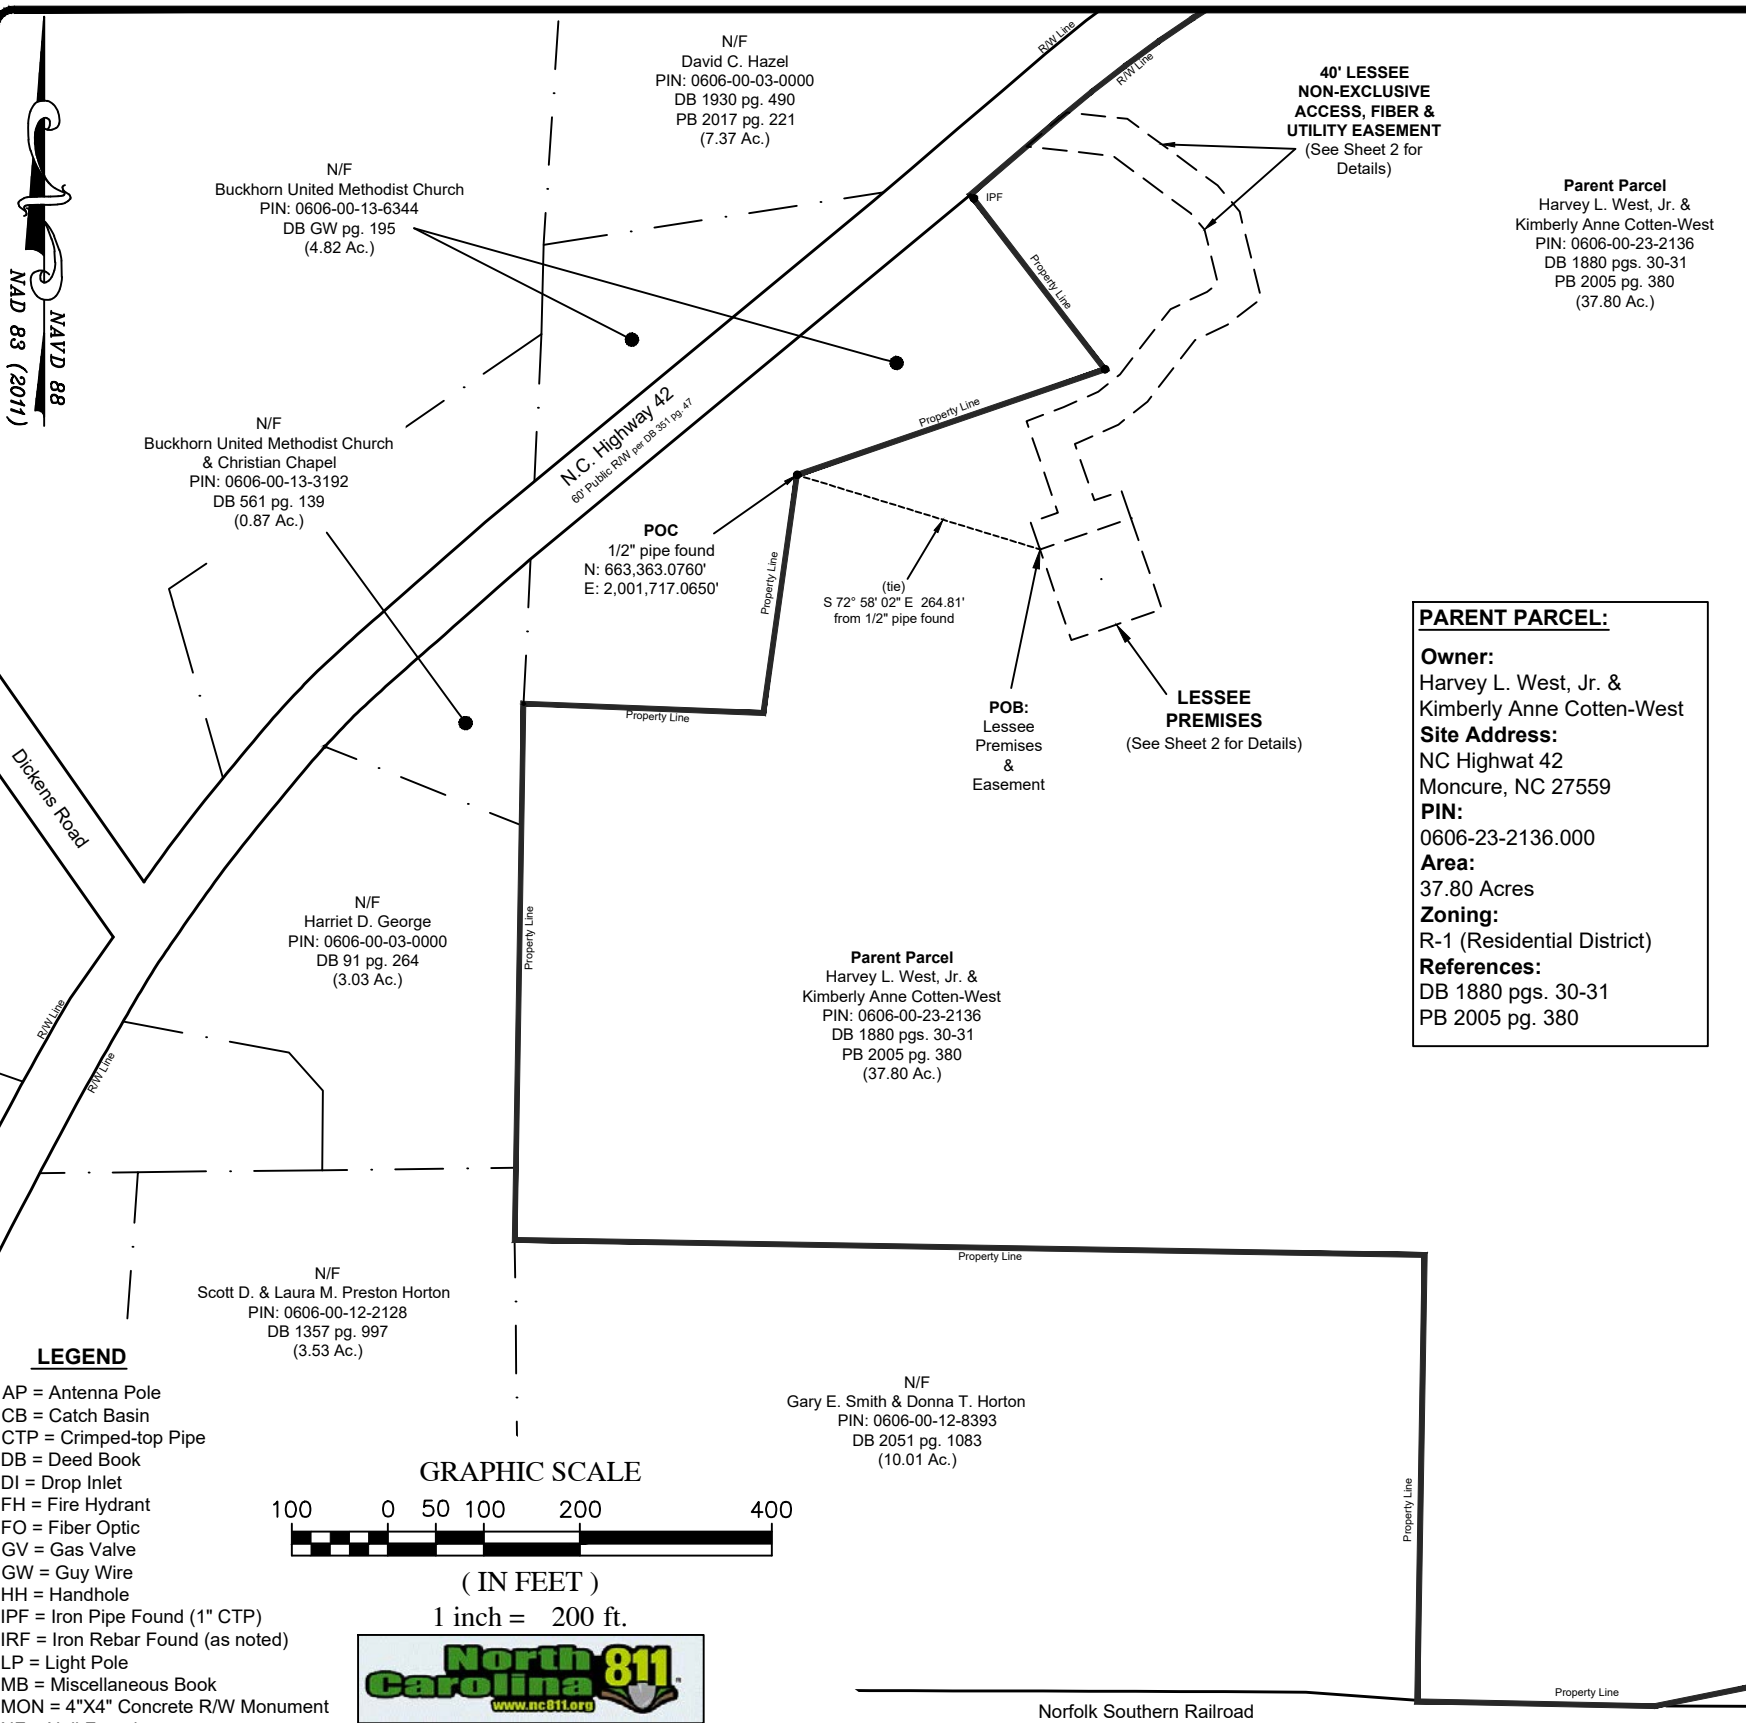 N/F
David C. Hazel
PIN: 0606-00-03-0000
DB 1930 pg. 490
PB 2017 pg. 221
(7.37 Ac.)
R/W Line
R/W Line
40' LESSEE
NON-EXCLUSIVE
ACCESS, FIBER &
UTILITY EASEMENT
(See Sheet 2 for
Details)
N/F
Buckhorn United Methodist Church
PIN: 0606-00-13-6344
DB GW pg. 195
(4.82 Ac.)
IPF
Parent Parcel
Harvey L. West, Jr. &
Kimberly Anne Cotten-West
PIN: 0606-00-23-2136
DB 1880 pgs. 30-31
PB 2005 pg. 380
(37.80 Ac.)
NAD 83 (2011)
NAVD 88
Property Line
Property Line
N/F
Buckhorn United Methodist Church
& Christian Chapel
PIN: 0606-00-13-3192
DB 561 pg. 139
(0.87 Ac.)
N.C. Highway 42
60' Public R/W per DB 351 pg. 47
POC
1/2" pipe found
N: 663,363.0760'
E: 2,001,717.0650'
Property Line
(tie)
S 72° 58' 02" E 264.81'
from 1/2" pipe found
POB:
Lessee
Premises
&
Easement
LESSEE
PREMISES
(See Sheet 2 for Details)
Property Line
PARENT PARCEL:
Owner:
Harvey L. West, Jr. &
Kimberly Anne Cotten-West
Site Address:
NC Highwat 42
Moncure, NC 27559
PIN:
0606-23-2136.000
Area:
37.80 Acres
Zoning:
R-1 (Residential District)
References:
DB 1880 pgs. 30-31
PB 2005 pg. 380
Dickens Road
N/F
Harriet D. George
PIN: 0606-00-03-0000
DB 91 pg. 264
(3.03 Ac.)
Property Line
Parent Parcel
Harvey L. West, Jr. &
Kimberly Anne Cotten-West
PIN: 0606-00-23-2136
DB 1880 pgs. 30-31
PB 2005 pg. 380
(37.80 Ac.)
R/W Line
R/W Line
Property Line
N/F
Scott D. & Laura M. Preston Horton
PIN: 0606-00-12-2128
DB 1357 pg. 997
(3.53 Ac.)
N/F
Gary E. Smith & Donna T. Horton
PIN: 0606-00-12-8393
DB 2051 pg. 1083
(10.01 Ac.)
LEGEND
AP = Antenna Pole
CB = Catch Basin
CTP = Crimped-top Pipe
DB = Deed Book
DI = Drop Inlet
FH = Fire Hydrant
FO = Fiber Optic
GV = Gas Valve
GW = Guy Wire
HH = Handhole
IPF = Iron Pipe Found (1" CTP)
IRF = Iron Rebar Found (as noted)
LP = Light Pole
MB = Miscellaneous Book
MON = 4"X4" Concrete R/W Monument
GRAPHIC SCALE
100 0 50 100 200 400
( IN FEET )
1 inch = 200 ft.
North
Carolina
811
www.nc811.org
Property Line
Property Line
Norfolk Southern Railroad